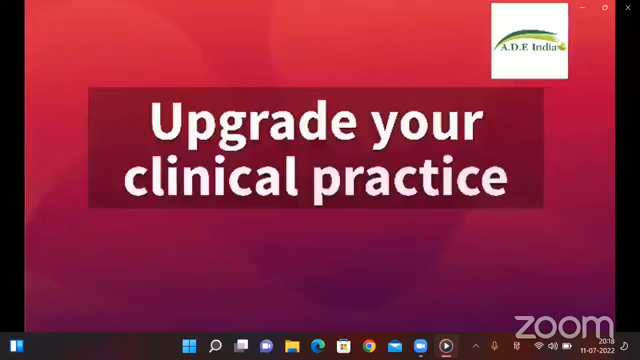 A.D.E India
Upgrade your
clinical practice
zoom
20:18
11-07-2022